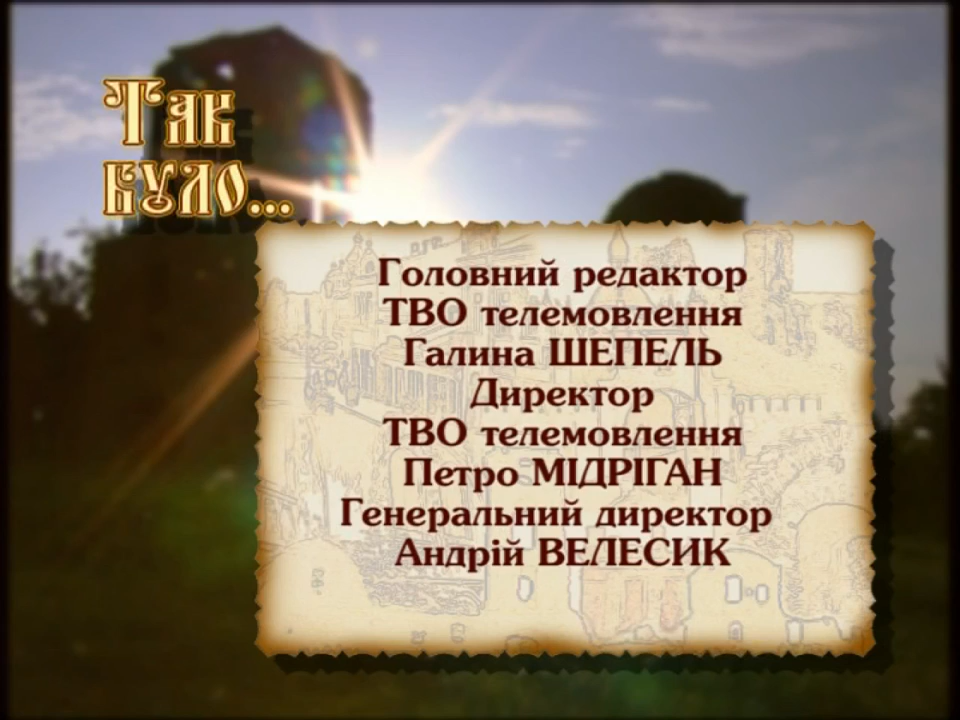 Так
було...
Головний редактор
ТВО телемовлення
Галина ШЕПЕЛЬ
Директор
ТВО телемовлення
Петро МІДРІГАН
Генеральний директор
Андрій ВЕЛЕСИК